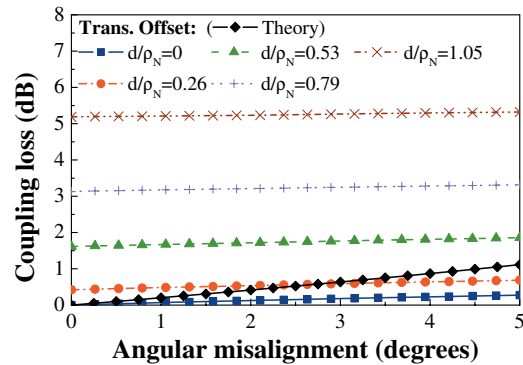 Trans. Offset: (—◆— Theory)
d/ρN=0 d/ρN=0.53 d/ρN=1.05
d/ρN=0.26 d/ρN=0.79
8
7
6
5
4
3
2
1
0
Coupling loss (dB)
0 1 2 3 4 5
Angular misalignment (degrees)